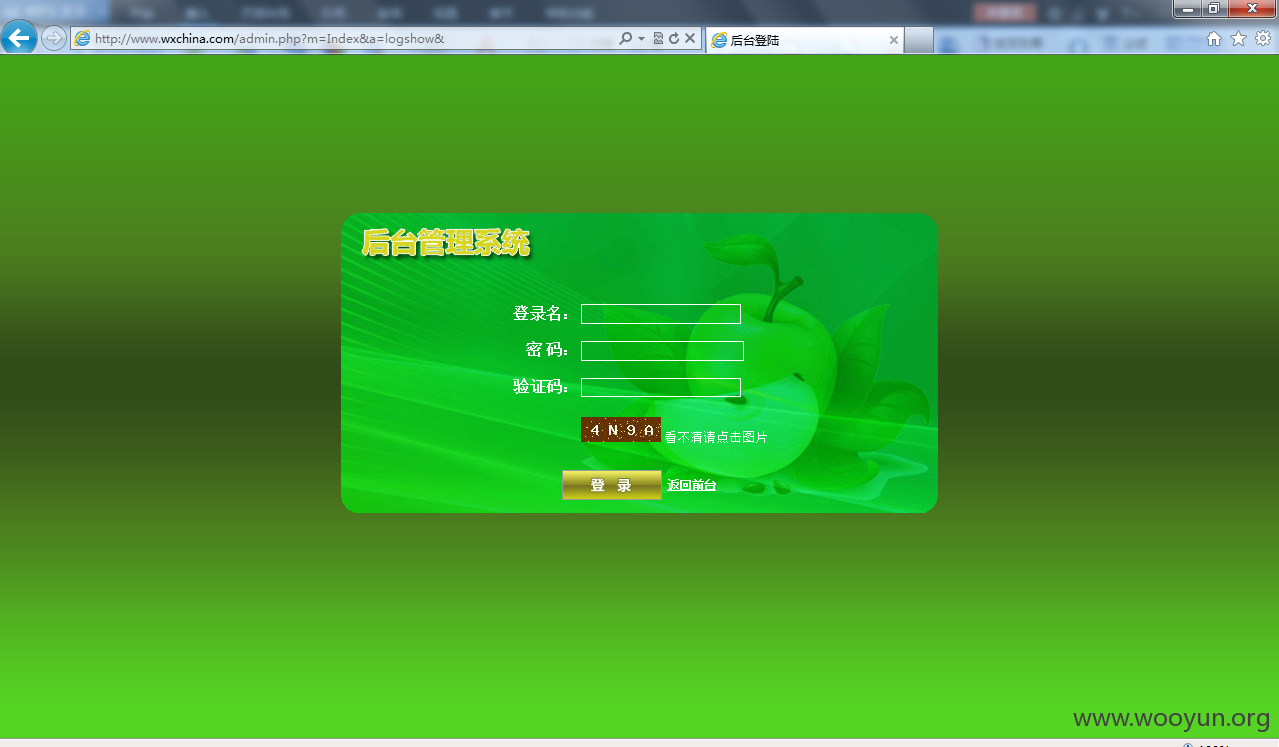 http://www.wxchina.com/admin.php?m=Index&a=logshow&
后台登陆
后台管理系统
登录名：
密 码：
验证码：
4 N 9 A 看不清请点击图片
登 录 返回前台
www.wooyun.org